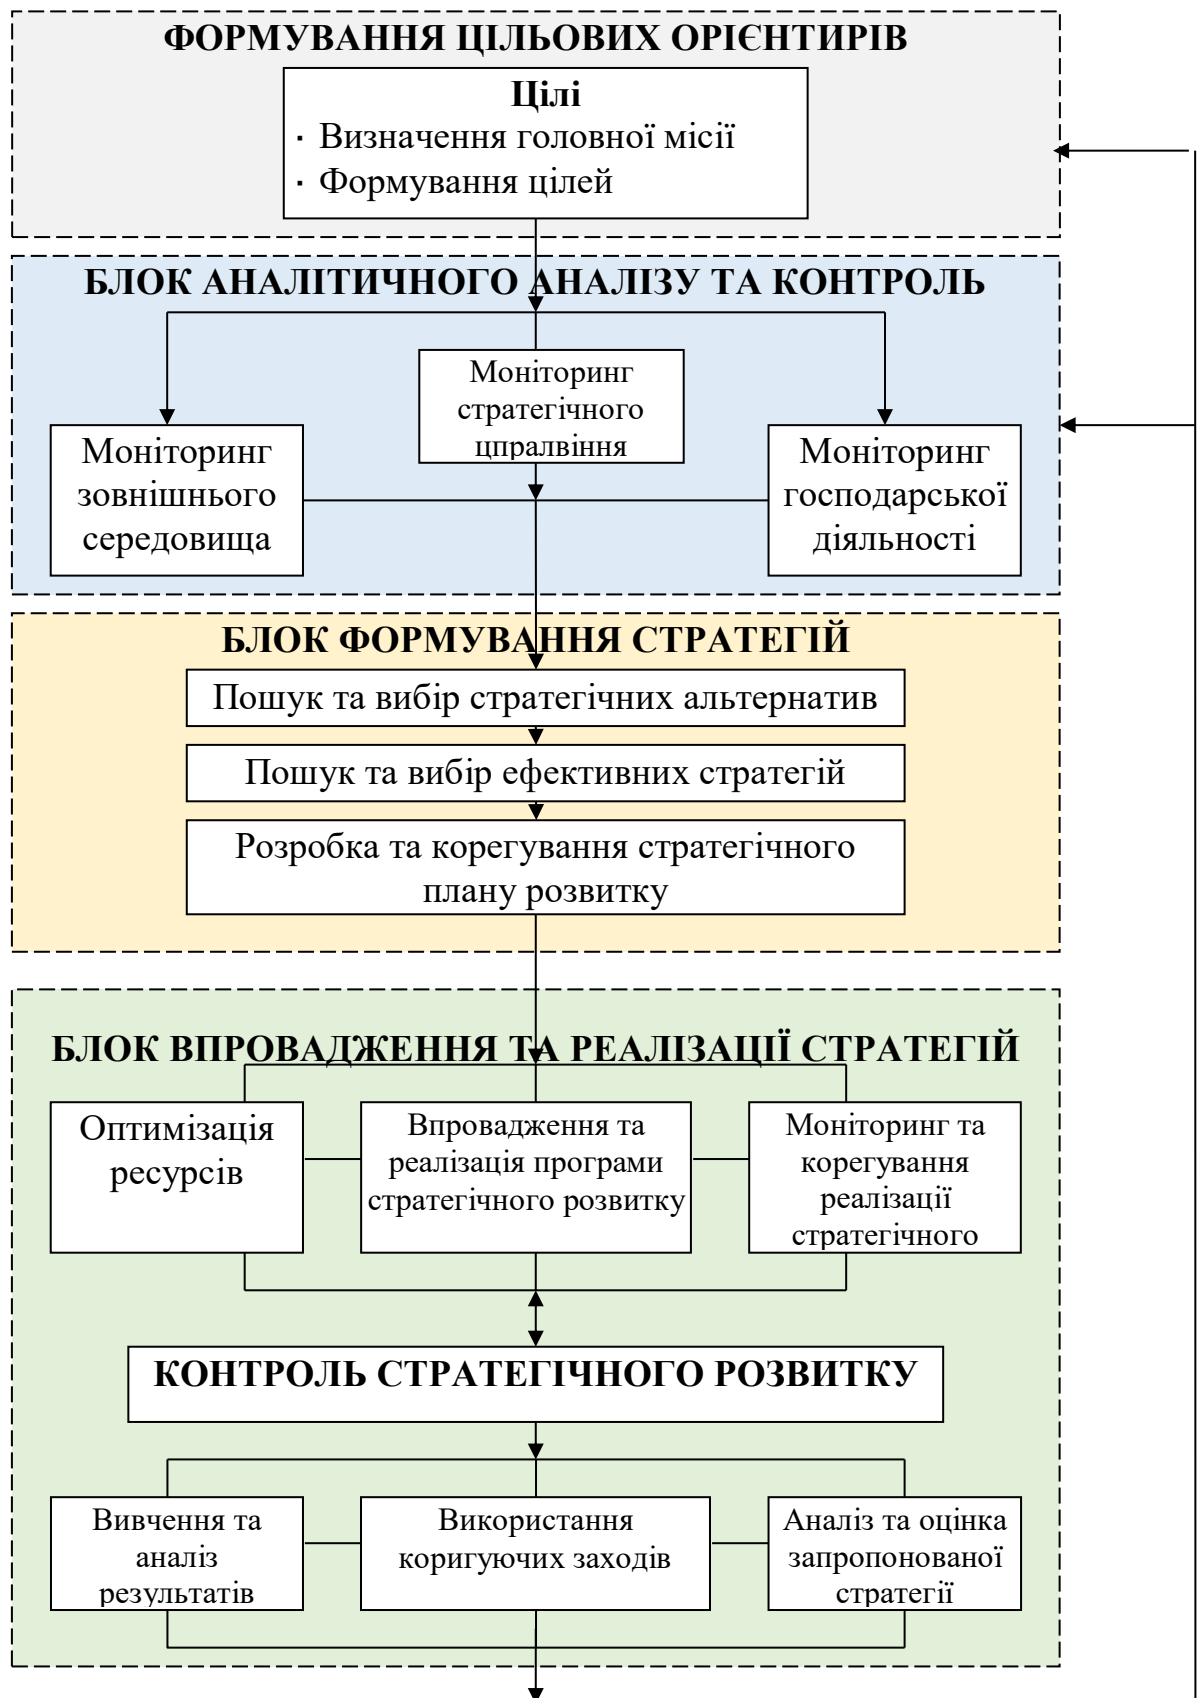 ФОРМУВАННЯ ЦІЛЬОВИХ ОРІЄНТИРІВ
Цілі
· Визначення головної місії
· Формування цілей
БЛОК АНАЛІТИЧНОГО АНАЛІЗУ ТА КОНТРОЛЬ
Моніторинг
стратегічного
цпралвіння
Моніторинг
зовнішнього
середовища
Моніторинг
господарської
діяльності
БЛОК ФОРМУВАННЯ СТРАТЕГІЙ
Пошук та вибір стратегічних альтернатив
Пошук та вибір ефективних стратегій
Розробка та корегування стратегічного
плану розвитку
БЛОК ВПРОВАДЖЕННЯ ТА РЕАЛІЗАЦІЇ СТРАТЕГІЙ
Оптимізація
ресурсів
Впровадження та
реалізація програми
стратегічного розвитку
Моніторинг та
корегування
реалізації
стратегічного
КОНТРОЛЬ СТРАТЕГІЧНОГО РОЗВИТКУ
Вивчення та
аналіз
результатів
Використання
коригуючих заходів
Аналіз та оцінка
запропонованої
стратегії